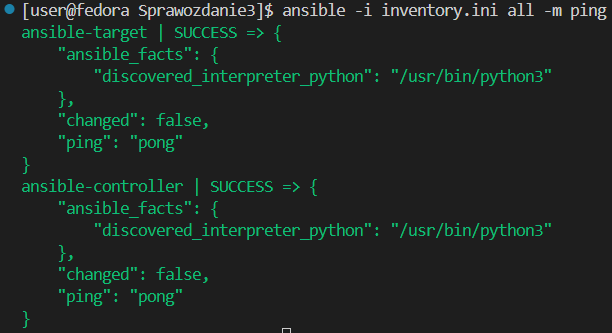 [user@fedora Sprawozdanie3]$ ansible -i inventory.ini all -m ping
ansible-target | SUCCESS => {
    "ansible_facts": {
        "discovered_interpreter_python": "/usr/bin/python3"
    },
    "changed": false,
    "ping": "pong"
}
ansible-controller | SUCCESS => {
    "ansible_facts": {
        "discovered_interpreter_python": "/usr/bin/python3"
    },
    "changed": false,
    "ping": "pong"
}